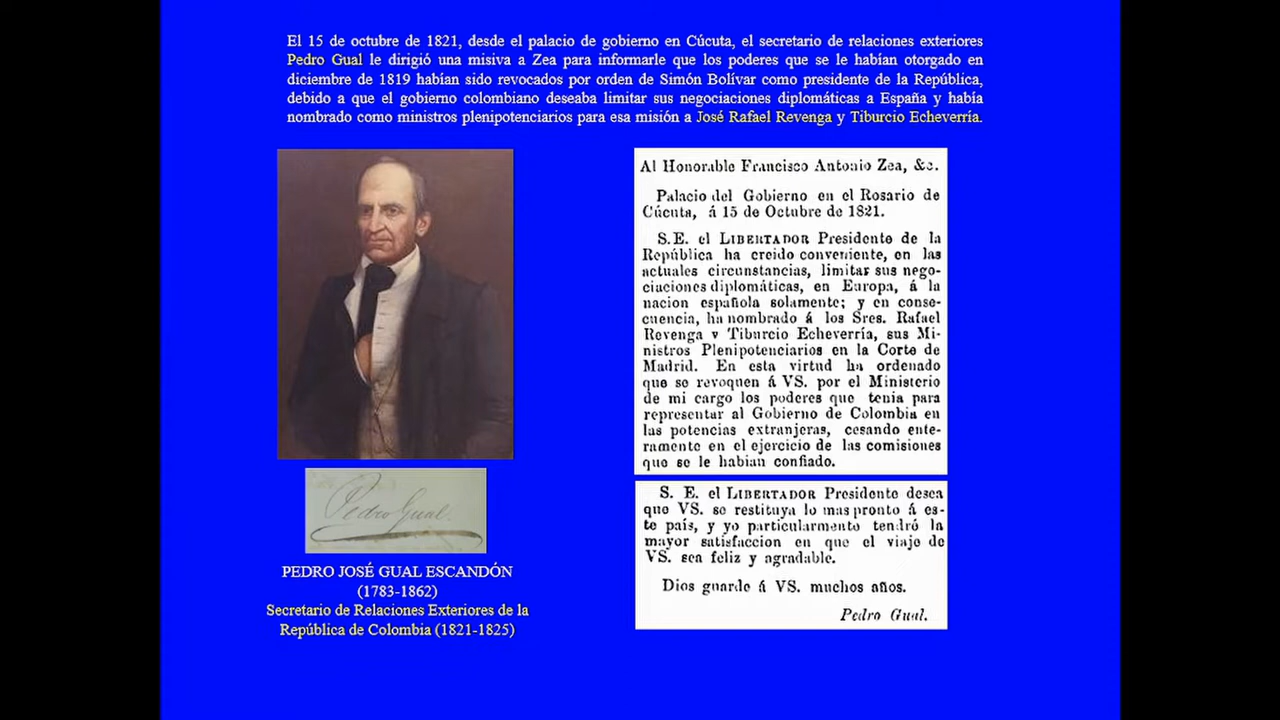 El 15 de octubre de 1821, desde el palacio de gobierno en Cúcuta, el secretario de relaciones exteriores
Pedro Gual le dirigió una misiva a Zea para informarle que los poderes que se le habían otorgado en
diciembre de 1819 habían sido revocados por orden de Simón Bolívar como presidente de la República,
debido a que el gobierno colombiano deseaba limitar sus negociaciones diplomáticas a España y había
nombrado como ministros plenipotenciarios para esa misión a José Rafael Revenga y Tiburcio Echeverría.
Pedro Gual.
PEDRO JOSÉ GUAL ESCANDÓN
(1783-1862)
Secretario de Relaciones Exteriores de la
República de Colombia (1821-1825)
Al Honorable Francisco Antonio Zea, &c.
Palacio del Gobierno en el Rosario de
Cúcuta, á 15 de Octubre de 1821.
S.E. el LIBERTADOR Presidente de la
República ha creido conveniente, en las
actuales circunstancias, limitar sus nego-
ciaciones diplomáticas, en Europa, á la
nacion española solamente; y en conse-
cuencia, ha nombrado á los Sres. Rafael
Revenga y Tiburcio Echeverría, sus Mi-
nistros Plenipotenciarios en la Corte de
Madrid. En esta virtud ha ordenado
que se revoquen á VS. por el Ministerio
de mi cargo los poderes que tenia para
representar al Gobierno de Colombia en
las potencias extranjeras, cesando ente-
ramente en el ejercicio de las comisiones
que se le habian confiado.
S. E. el LIBERTADOR Presidente desea
que VS. se restituya lo mas pronto á es-
te país, y yo particularmente tendré la
mayor satisfaccion en que el viaje de
VS. sea feliz y agradable.
Dios guarde á VS. muchos años.
Pedro Gual.